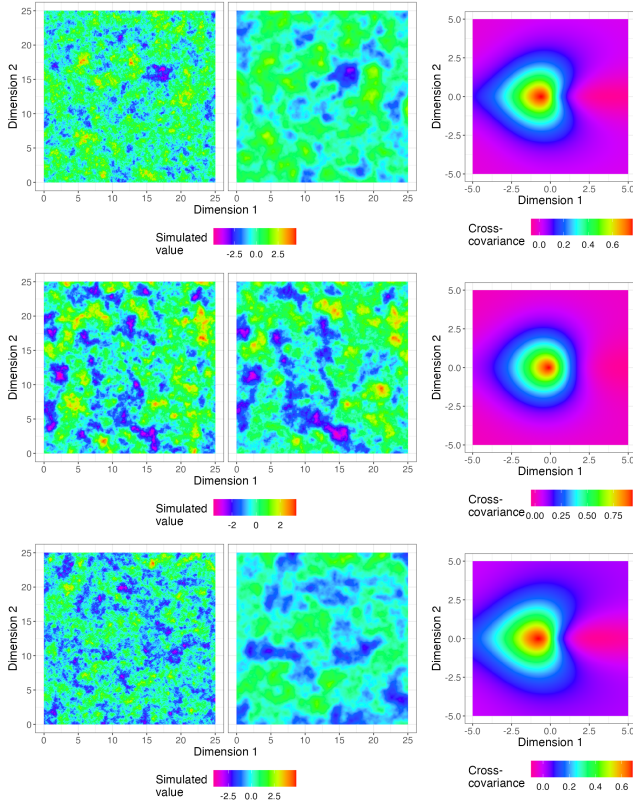 25
20
15
10
5
0
Dimension 2
0 5 10 15 20 25 0 5 10 15 20 25
Dimension 1
Simulated
value
-2.5 0.0 2.5
5.0
2.5
0.0
-2.5
-5.0
Dimension 2
-5.0 -2.5 0.0 2.5 5.0
Dimension 1
Cross-
covariance
0.0 0.2 0.4 0.6
25
20
15
10
5
0
Dimension 2
0 5 10 15 20 25 0 5 10 15 20 25
Dimension 1
Simulated
value
-2 0 2
5.0
2.5
0.0
-2.5
-5.0
Dimension 2
-5.0 -2.5 0.0 2.5 5.0
Dimension 1
Cross-
covariance
0.00 0.25 0.50 0.75
25
20
15
10
5
0
Dimension 2
0 5 10 15 20 25 0 5 10 15 20 25
Dimension 1
Simulated
value
-2.5 0.0 2.5
5.0
2.5
0.0
-2.5
-5.0
Dimension 2
-5.0 -2.5 0.0 2.5 5.0
Dimension 1
Cross-
covariance
0.0 0.2 0.4 0.6